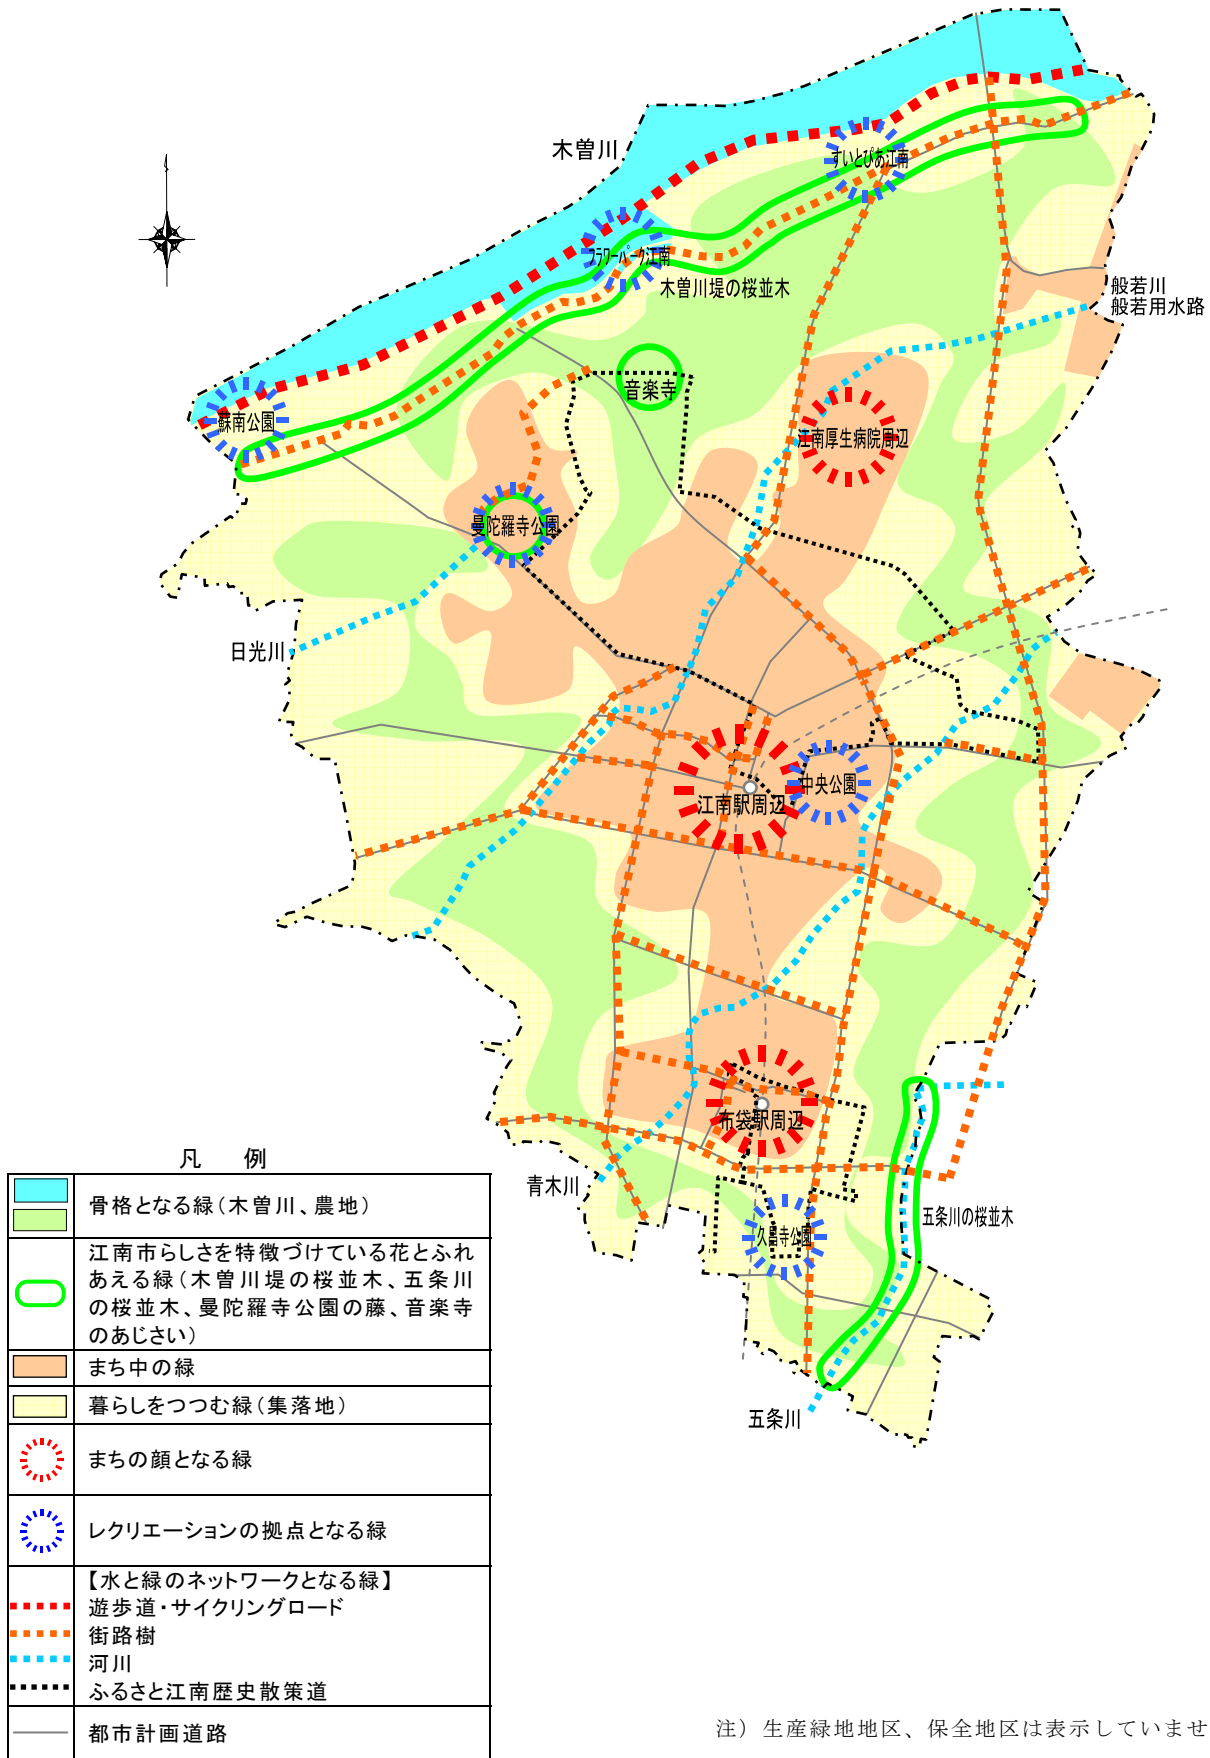 木曽川
すいとぴあ江南
フラワーパーク江南
木曽川堤の桜並木
般若川
般若用水路
音楽寺
蘇南公園
江南厚生病院周辺
曼陀羅寺公園
日光川
中央公園
江南駅周辺
布袋駅周辺
青木川
久昌寺公園
五条川の桜並木
五条川
凡 例
骨格となる緑(木曽川、農地)
江南市らしさを特徴づけている花とふれ
あえる緑(木曽川堤の桜並木、五条川
の桜並木、曼陀羅寺公園の藤、音楽寺
のあじさい)
まち中の緑
暮らしをつつむ緑(集落地)
まちの顔となる緑
レクリエーションの拠点となる緑
【水と緑のネットワークとなる緑】
遊歩道・サイクリングロード
街路樹
河川
ふるさと江南歴史散策道
都市計画道路
注）生産緑地地区、保全地区は表示していませ